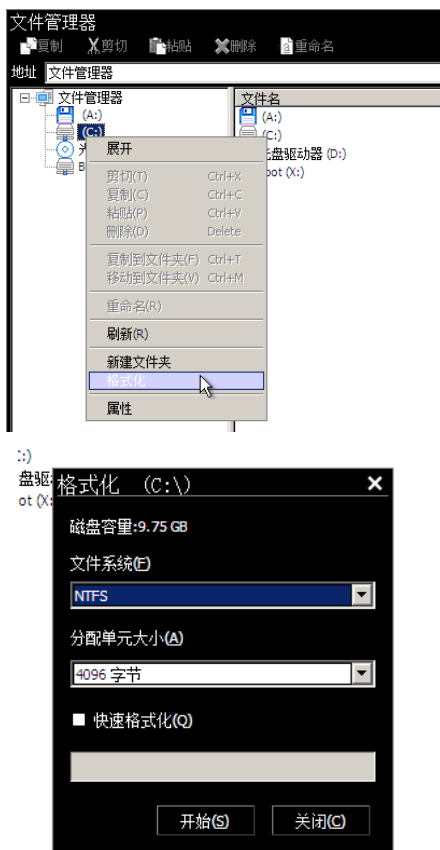 文件管理器
复制 剪切 粘贴 删除 重命名
地址 文件管理器
文件管理器
(A:)
(C:)
文件名
(A:)
(C:)
盘驱动器 (D:)
oot (X:)
展开
剪切(T) Ctrl+X
复制(C) Ctrl+C
粘贴(P) Ctrl+V
删除(D) Delete
复制到文件夹(F) Ctrl+T
移动到文件夹(V) Ctrl+M
重命名(R)
刷新(R)
新建文件夹
格式化
属性
:)
盘驱
ot (X:
格式化 (C:\)
磁盘容量:9.75 GB
文件系统(F)
NTFS
分配单元大小(A)
4096 字节
快速格式化(Q)
开始(S) 关闭(C)